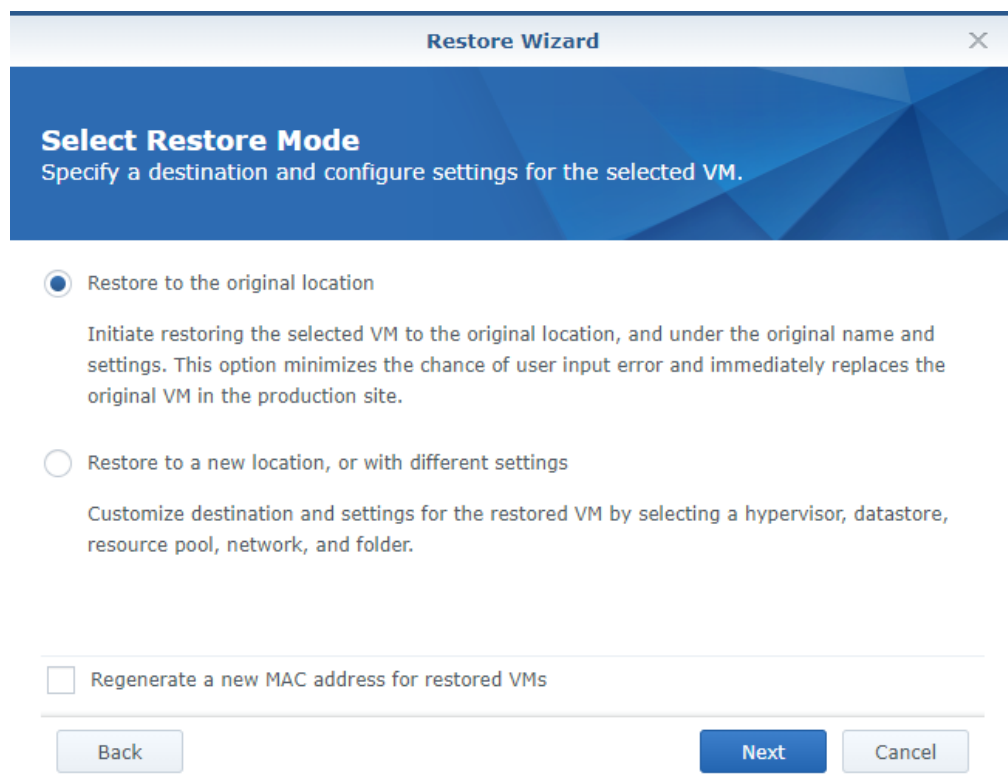 Restore Wizard
Select Restore Mode
Specify a destination and configure settings for the selected VM.
Restore to the original location
Initiate restoring the selected VM to the original location, and under the original name and
settings. This option minimizes the chance of user input error and immediately replaces the
original VM in the production site.
Restore to a new location, or with different settings
Customize destination and settings for the restored VM by selecting a hypervisor, datastore,
resource pool, network, and folder.
Regenerate a new MAC address for restored VMs
Back
Next
Cancel